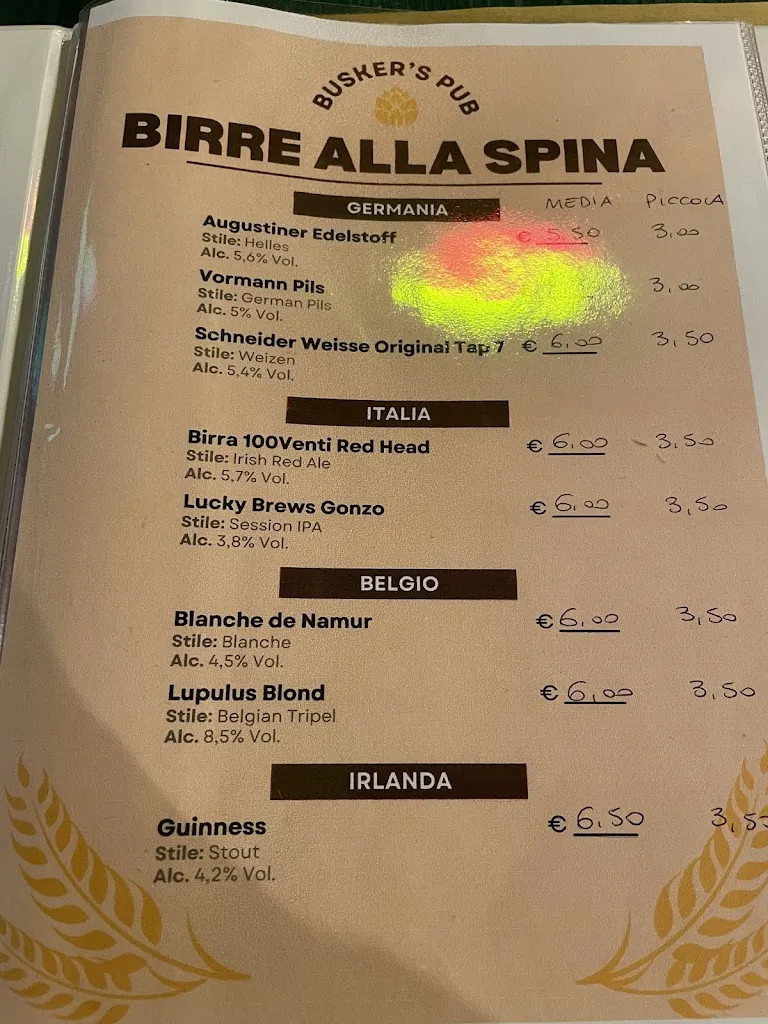 BUSKER'S PUB
BIRRE ALLA SPINA
GERMANIA MEDIA PICCOLA
Augustiner Edelstoff € 5.50 3,00
Stile: Helles
Alc. 5,6% Vol.
Vormann Pils 3,00
Stile: German Pils
Alc. 5% Vol.
Schneider Weisse Original Tap 7 € 6,00 3,50
Stile: Weizen
Alc. 5,4% Vol.
ITALIA
Birra 100Venti Red Head € 6.00 3,50
Stile: Irish Red Ale
Alc. 5,7% Vol.
Lucky Brews Gonzo € 6.00 3,50
Stile: Session IPA
Alc. 3,8% Vol.
BELGIO
Blanche de Namur € 6,00 3,50
Stile: Blanche
Alc. 4,5% Vol.
Lupulus Blond € 6,00 3,50
Stile: Belgian Tripel
Alc. 8,5% Vol.
IRLANDA
Guinness € 6.50 3,50
Stile: Stout
Alc. 4,2% Vol.